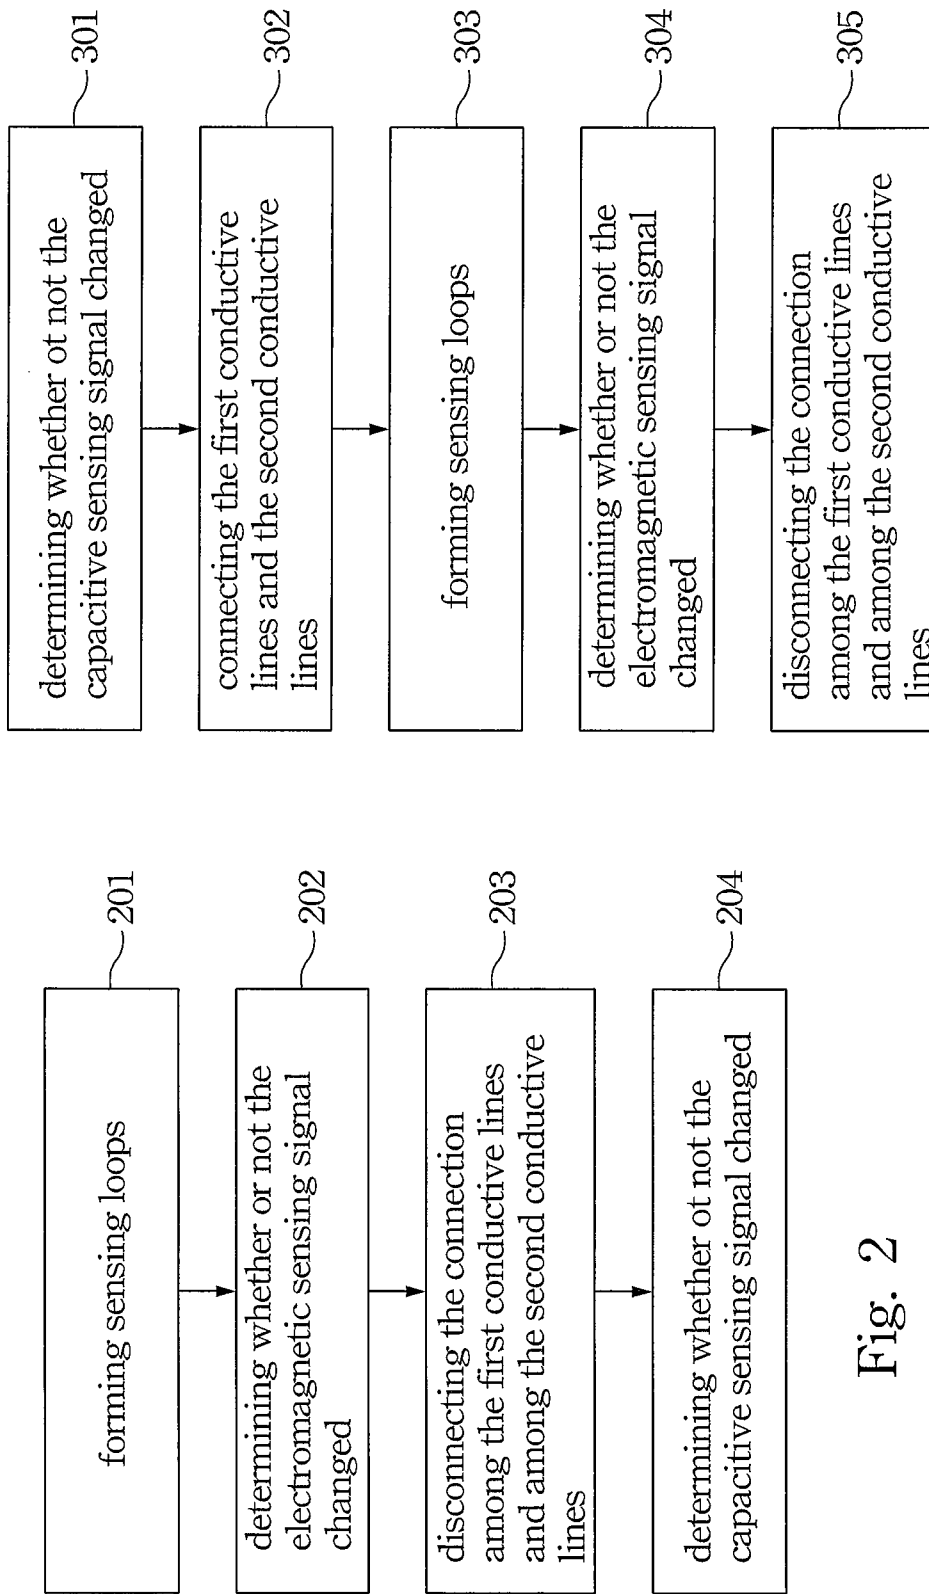 forming sensing loops
201
determining whether or not the
electromagnetic sensing signal
changed
202
disconnecting the connection
among the first conductive lines
and among the second conductive
lines
203
determining whether ot not the
capacitive sensing signal changed
204
Fig. 2
determining whether ot not the
capacitive sensing signal changed
301
connecting the first conductive
lines and the second conductive
lines
302
forming sensing loops
303
determining whether or not the
electromagnetic sensing signal
changed
304
disconnecting the connection
among the first conductive lines
and among the second conductive
lines
305